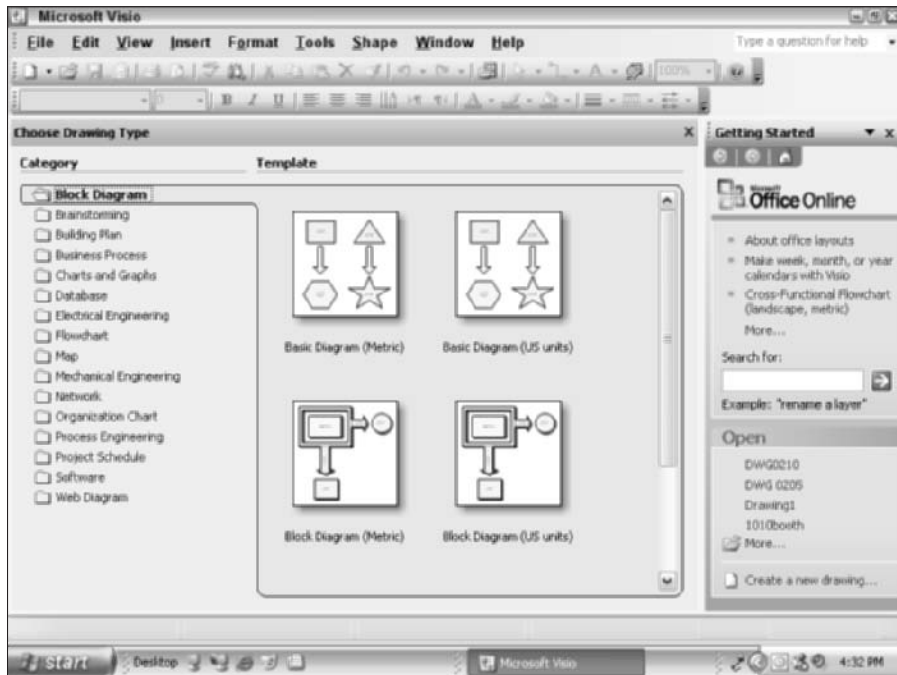 Microsoft Visio
File Edit View Insert Format Tools Shape Window Help
Type a question for help
100%
B I U
A
Choose Drawing Type
Category
Template
Block Diagram
Brainstorming
Building Plan
Business Process
Charts and Graphs
Database
Electrical Engineering
Flowchart
Map
Mechanical Engineering
Network
Organization Chart
Process Engineering
Project Schedule
Software
Web Diagram
Basic Diagram (Metric)
Basic Diagram (US units)
Block Diagram (Metric)
Block Diagram (US units)
Getting Started
Microsoft
Office Online
About office layouts
Make week, month, or year
calendars with Visio
Cross-Functional Flowchart
(landscape, metric)
More...
Search for:
Example: "rename a layer"
Open
DWG0210
DWG 0205
Drawing1
1010booth
More...
Create a new drawing...
start
Desktop
Microsoft Visio
4:32 PM